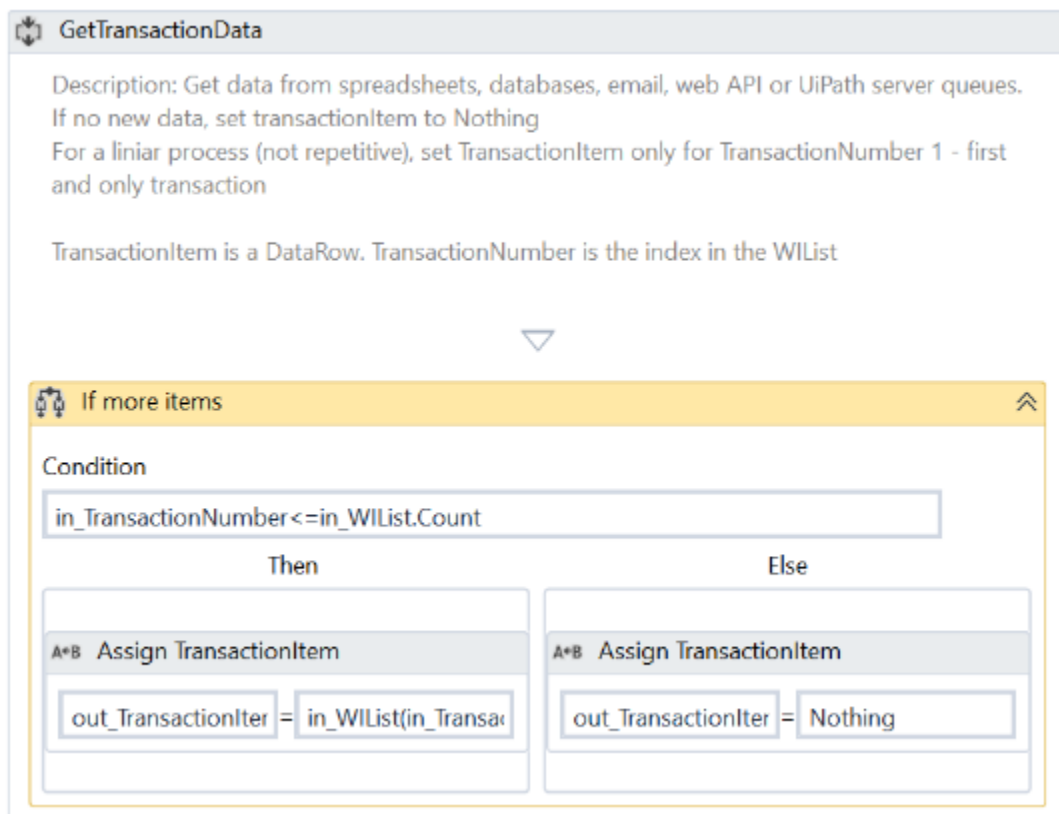 GetTransactionData
Description: Get data from spreadsheets, databases, email, web API or UiPath server queues.
If no new data, set transactionItem to Nothing
For a liniar process (not repetitive), set TransactionItem only for TransactionNumber 1 - first
and only transaction
TransactionItem is a DataRow. TransactionNumber is the index in the WIList
If more items
Condition
in_TransactionNumber<=in_WIList.Count
Then Else
A+B Assign TransactionItem A+B Assign TransactionItem
out_TransactionIter = in_WIList(in_Transac out_TransactionIter = Nothing